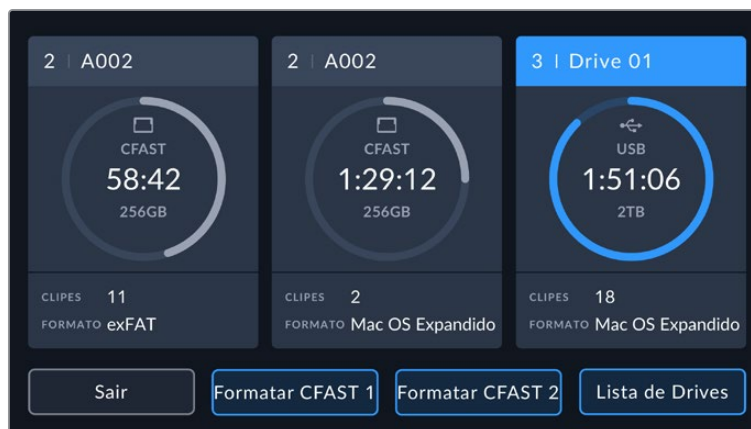 2 | A002
CFAST
58:42
256GB
CLIPES 11
FORMATO exFAT
2 | A002
CFAST
1:29:12
256GB
CLIPES 2
FORMATO Mac OS Expandido
3 | Drive 01
USB
1:51:06
2TB
CLIPES 18
FORMATO Mac OS Expandido
Sair
Formatar CFAST 1
Formatar CFAST 2
Lista de Drives